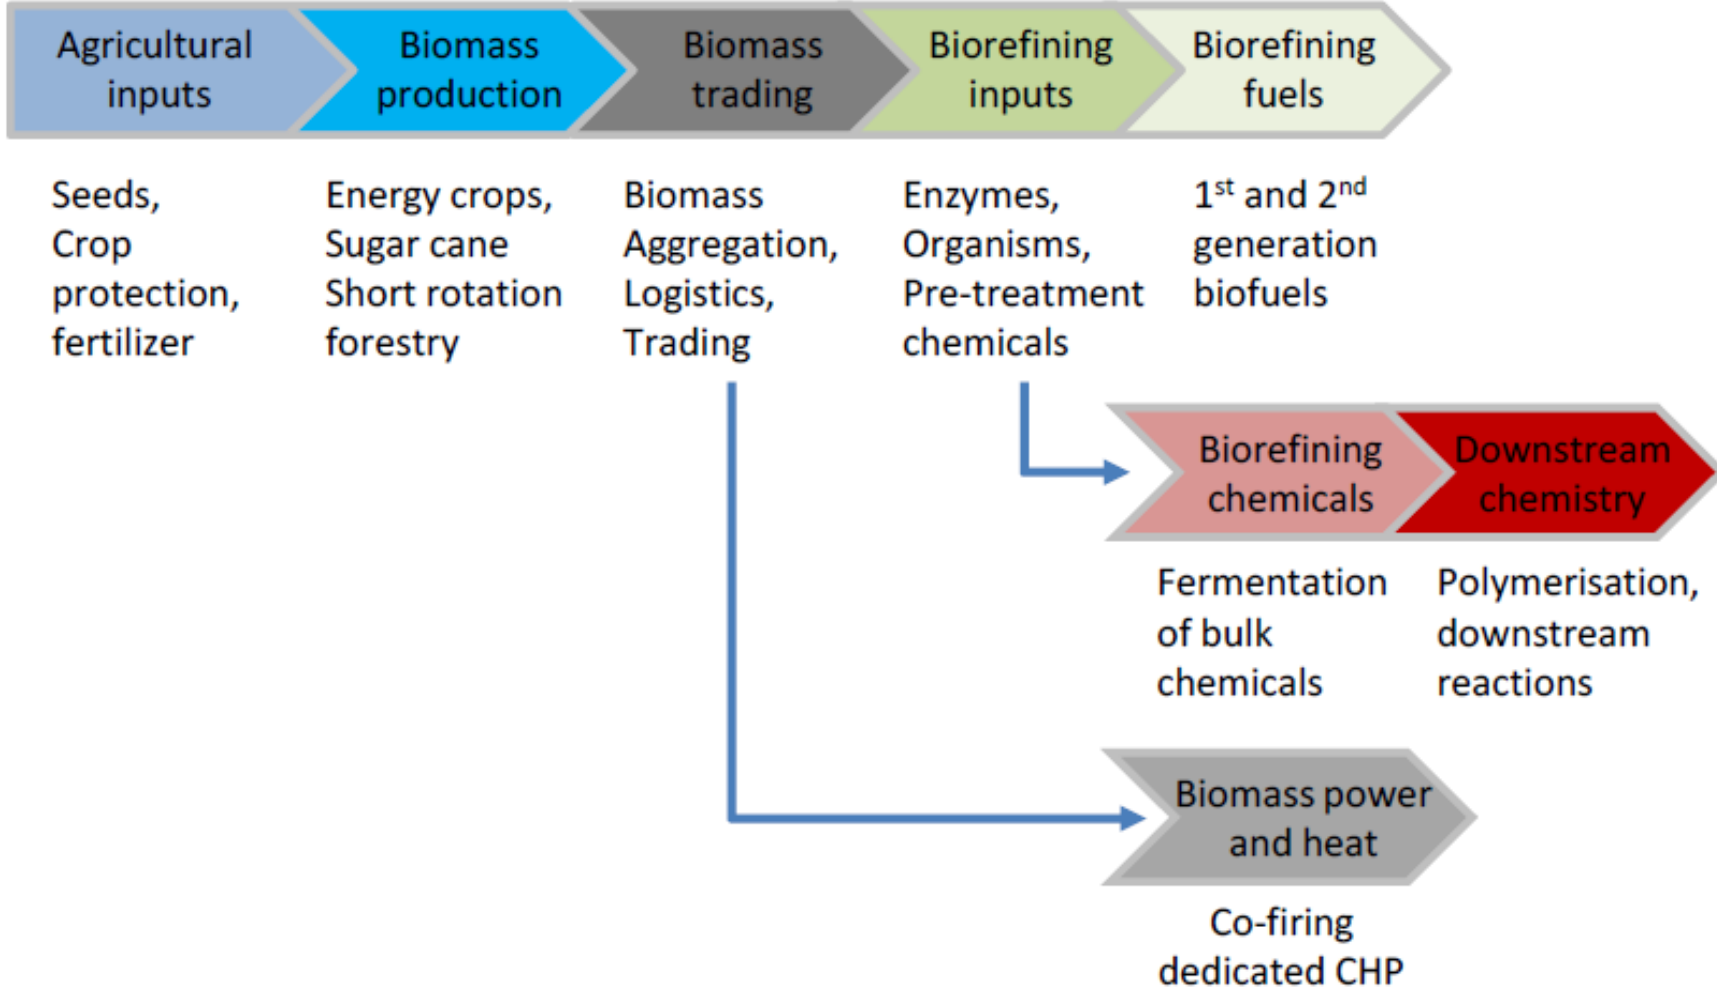 Agricultural
inputs
Biomass
production
Biomass
trading
Biorefining
inputs
Biorefining
fuels
Seeds,
Crop
protection,
fertilizer
Energy crops,
Sugar cane
Short rotation
forestry
Biomass
Aggregation,
Logistics,
Trading
Enzymes,
Organisms,
Pre-treatment
chemicals
1st and 2nd
generation
biofuels
Biorefining
chemicals
Downstream
chemistry
Fermentation
of bulk
chemicals
Polymerisation,
downstream
reactions
Biomass power
and heat
Co-firing
dedicated CHP